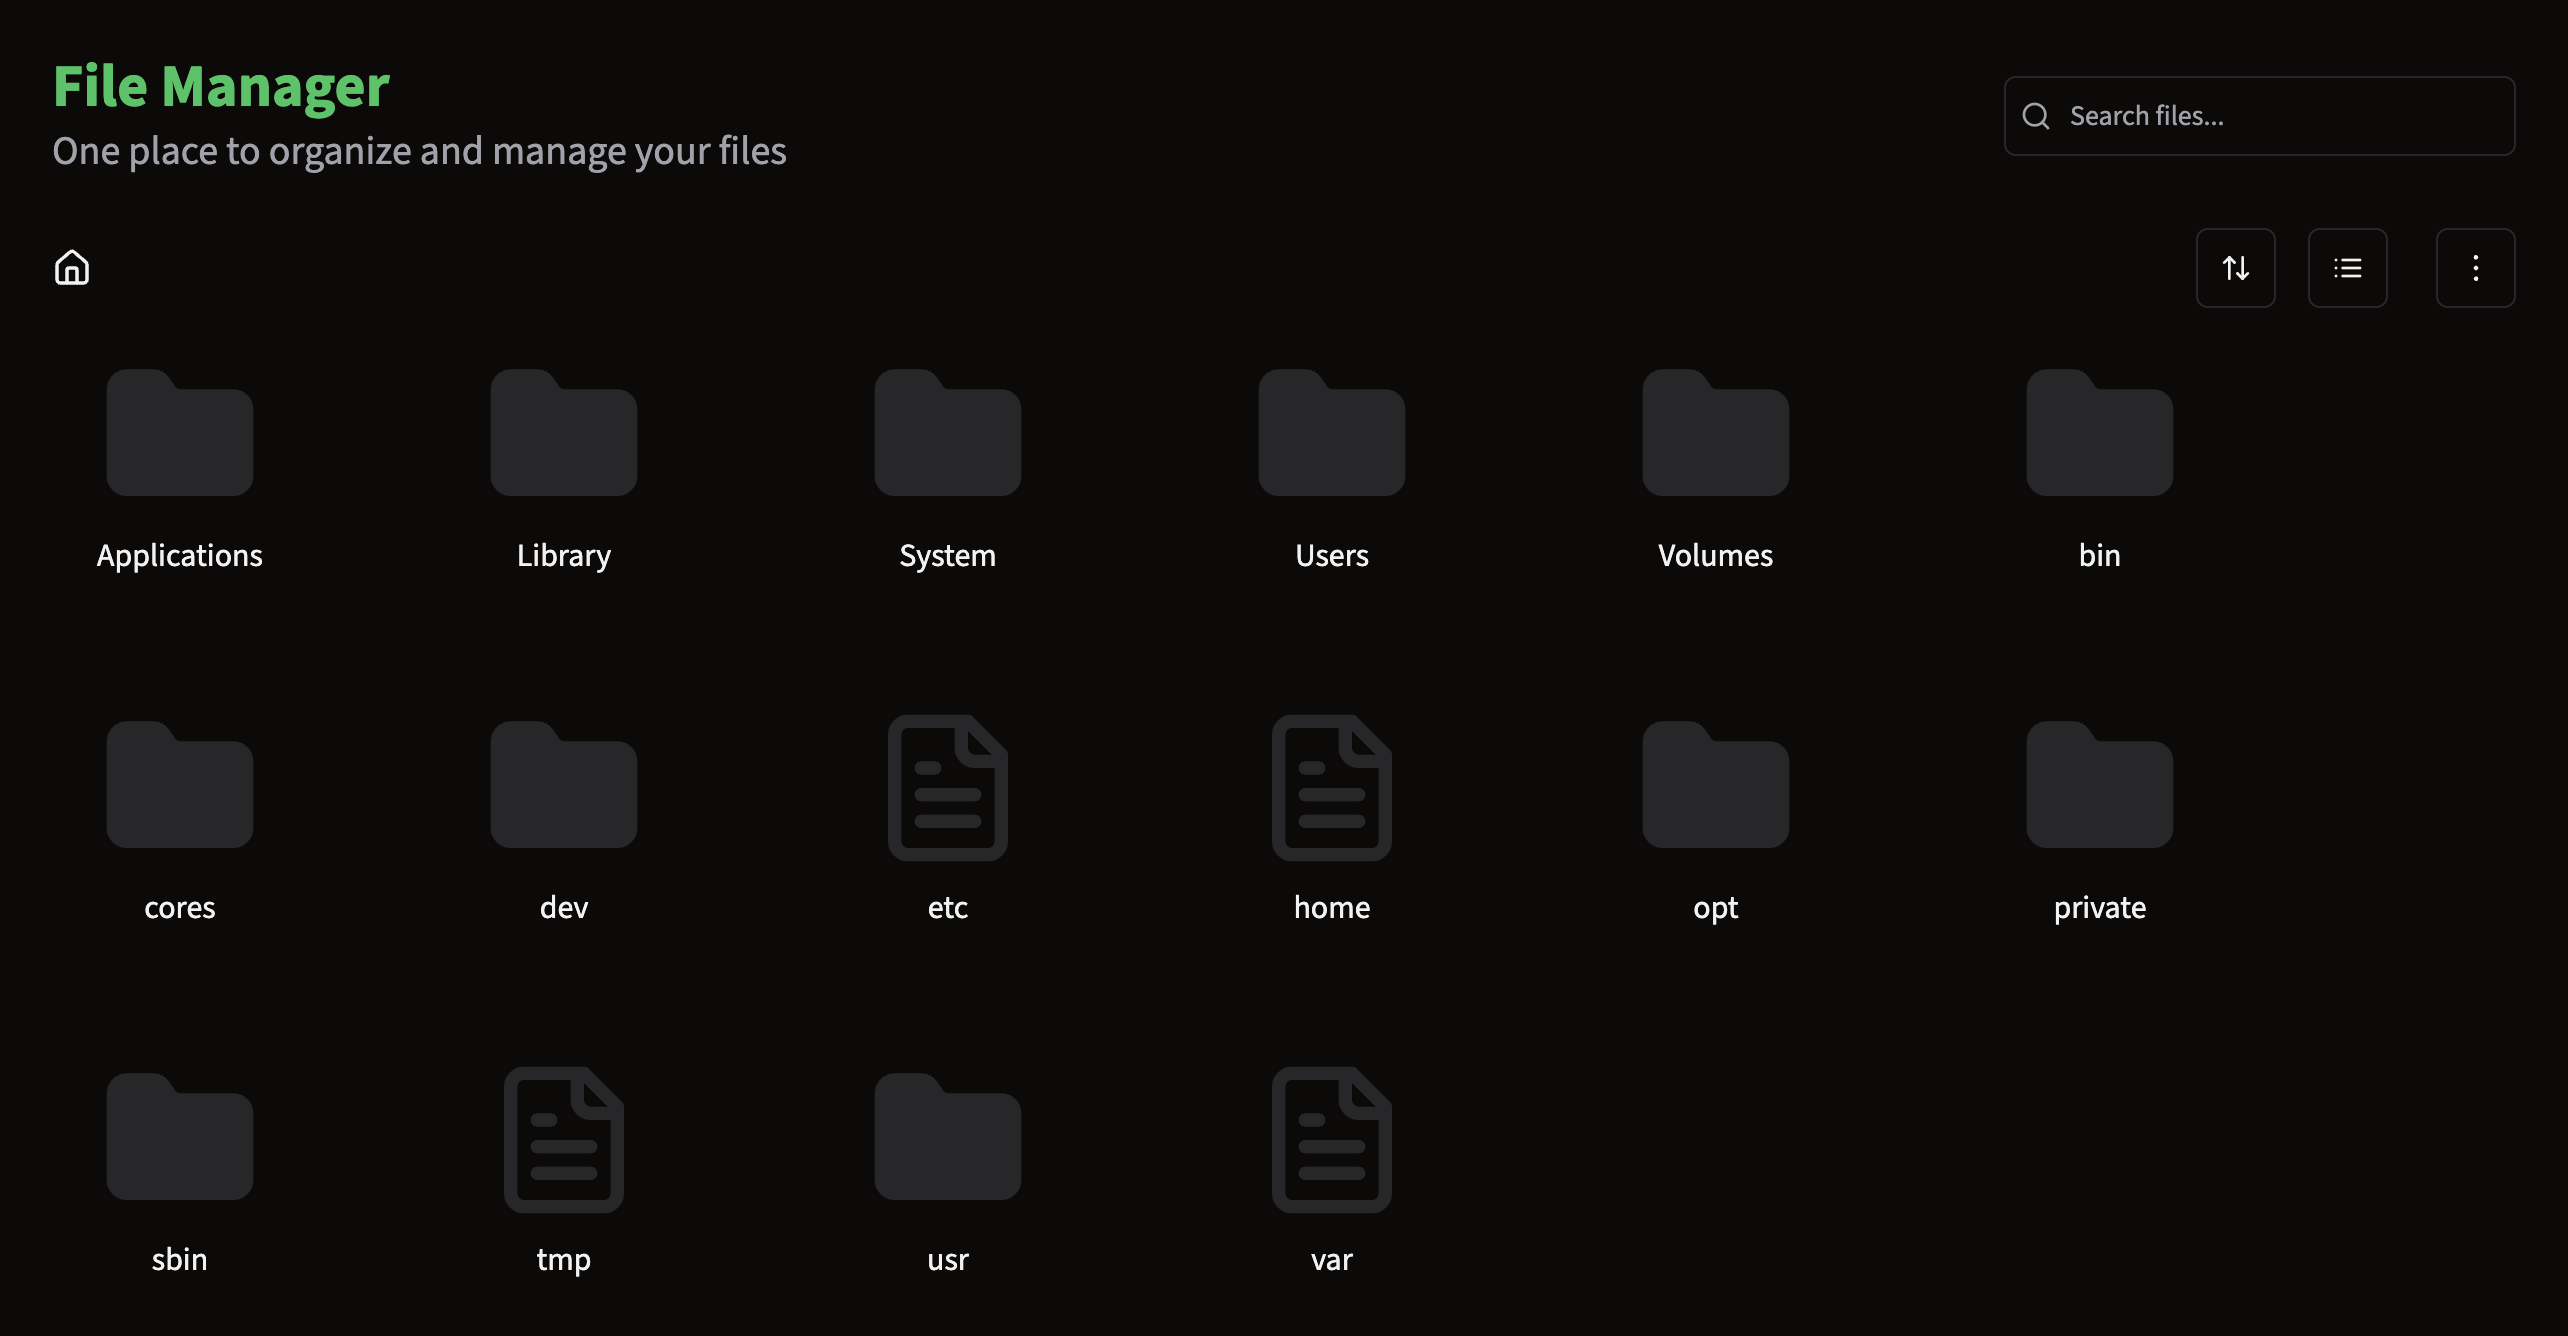 File Manager
One place to organize and manage your files
Search files...
Applications
Library
System
Users
Volumes
bin
cores
dev
etc
home
opt
private
sbin
tmp
usr
var